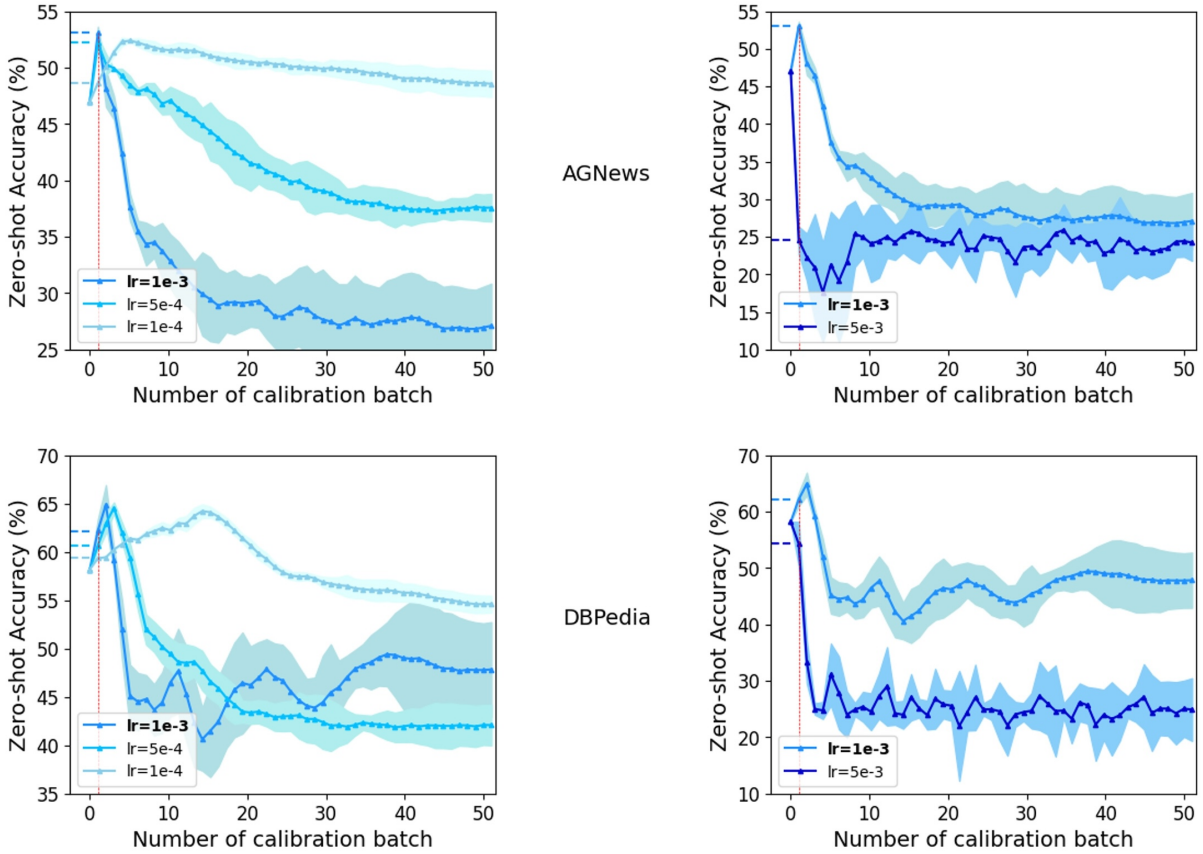 55
50
45
40
35
30
25
Zero-shot Accuracy (%)
lr=1e-3
lr=5e-4
lr=1e-4
0 10 20 30 40 50
Number of calibration batch
AGNews
55
50
45
40
35
30
25
20
15
10
Zero-shot Accuracy (%)
lr=1e-3
lr=5e-3
0 10 20 30 40 50
Number of calibration batch
70
65
60
55
50
45
40
35
Zero-shot Accuracy (%)
lr=1e-3
lr=5e-4
lr=1e-4
0 10 20 30 40 50
Number of calibration batch
DBPedia
70
60
50
40
30
20
10
Zero-shot Accuracy (%)
lr=1e-3
lr=5e-3
0 10 20 30 40 50
Number of calibration batch